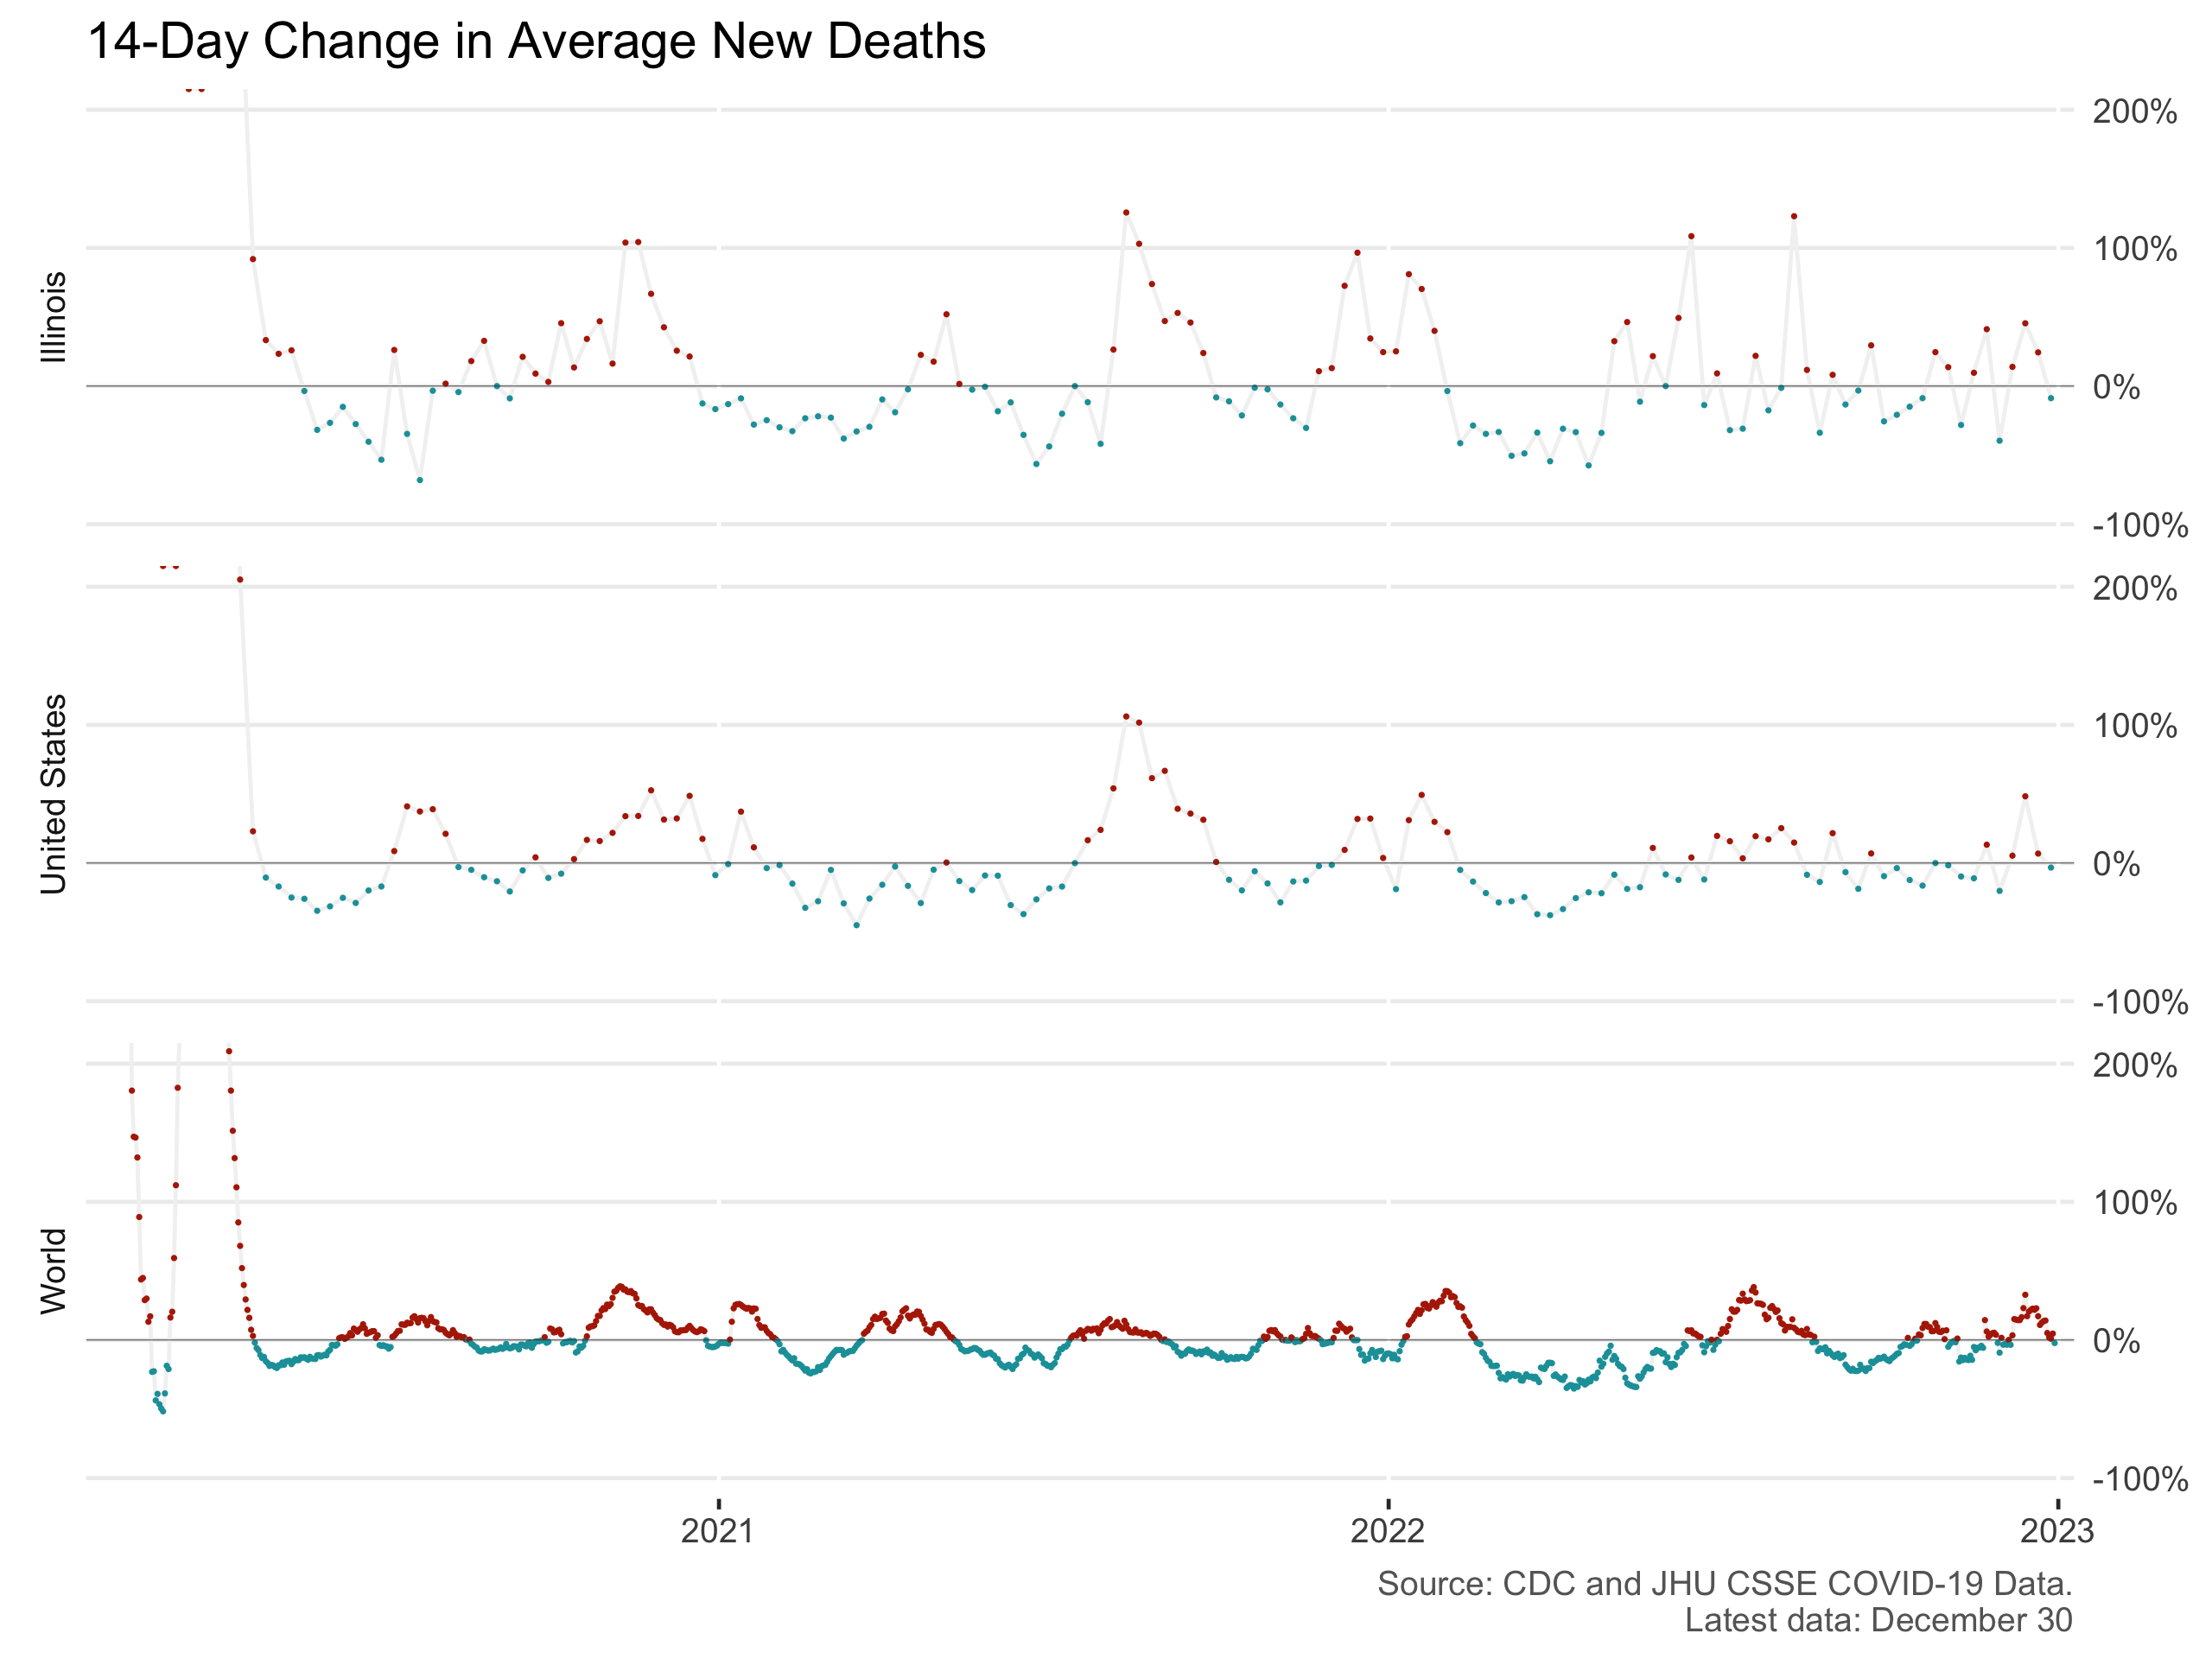 14-Day Change in Average New Deaths
Illinois
200%
100%
0%
-100%
United States
200%
100%
0%
-100%
World
200%
100%
0%
-100%
2021
2022
2023
Source: CDC and JHU CSSE COVID-19 Data.
Latest data: December 30